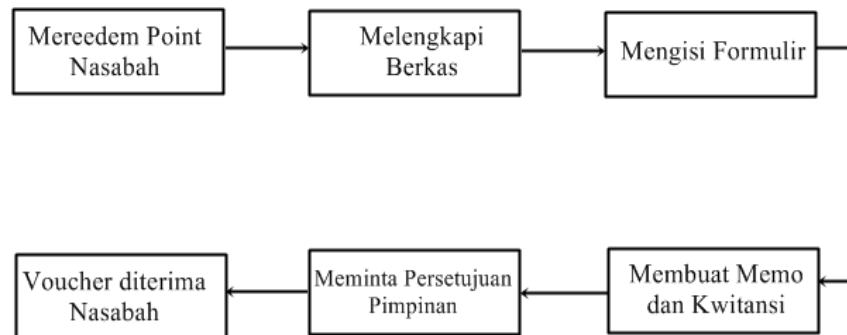 Mereedem Point
Nasabah
Melengkapi
Berkas
Mengisi Formulir
Voucher diterima
Nasabah
Meminta Persetujuan
Pimpinan
Membuat Memo
dan Kwitansi